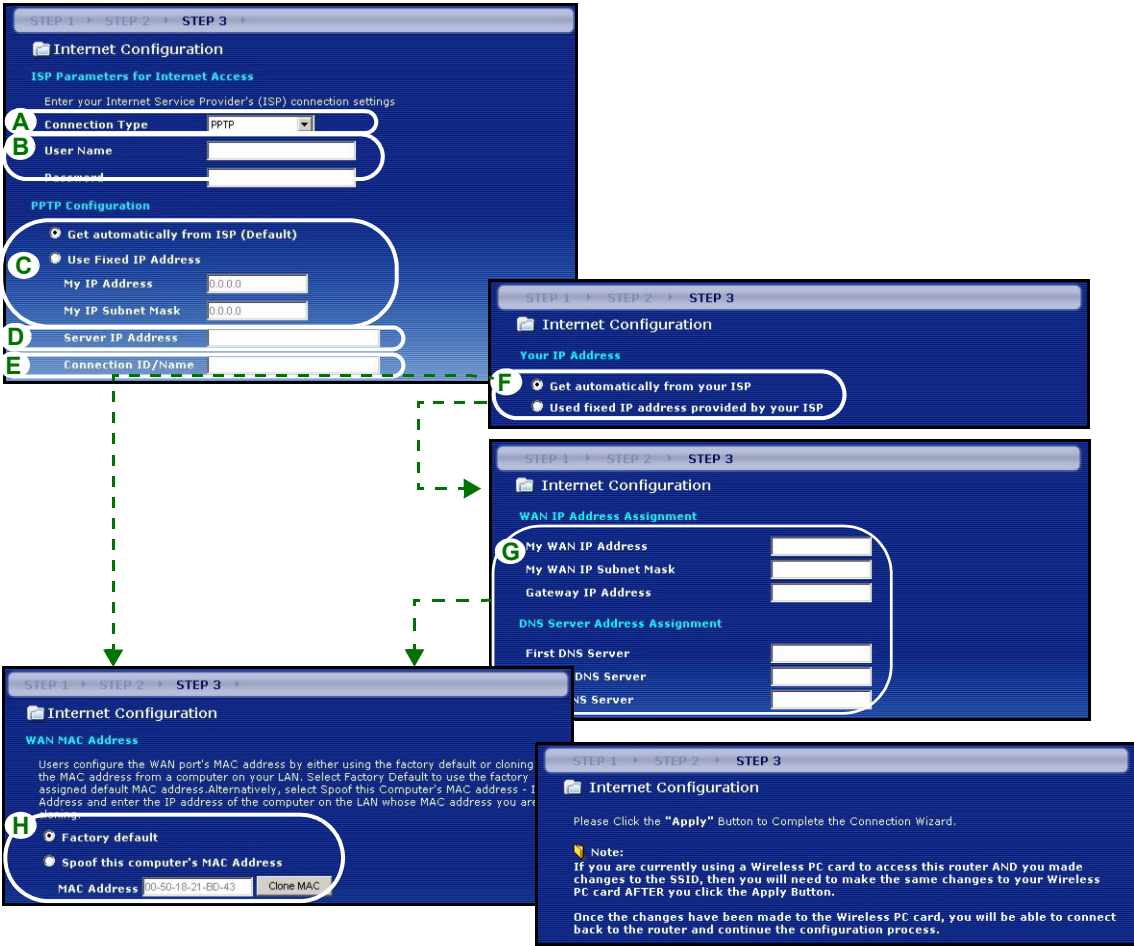 STEP 1 STEP 2 STEP 3
Internet Configuration
ISP Parameters for Internet Access
Enter your Internet Service Provider's (ISP) connection settings
A Connection Type PPTP
B User Name
Password
PPTP Configuration
Get automatically from ISP (Default)
C Use Fixed IP Address
My IP Address 0.0.0.0
My IP Subnet Mask 0.0.0.0
D Server IP Address
E Connection ID/Name
STEP 1 STEP 2 STEP 3
Internet Configuration
Your IP Address
F Get automatically from your ISP
Used fixed IP address provided by your ISP
STEP 1 STEP 2 STEP 3
Internet Configuration
WAN IP Address Assignment
G My WAN IP Address
My WAN IP Subnet Mask
Gateway IP Address
DNS Server Address Assignment
First DNS Server
DNS Server
Server
STEP 1 STEP 2 STEP 3
Internet Configuration
WAN MAC Address
Users configure the WAN port's MAC address by either using the factory default or cloning
the MAC address from a computer on your LAN. Select Factory Default to use the factory
assigned default MAC address.Alternatively, select Spoof this Computer's MAC address - I
Address and enter the IP address of the computer on the LAN whose MAC address you are
cloning.
H Factory default
Spoof this computer's MAC Address
MAC Address 00-50-18-21-BD-43 Clone MAC
STEP 1 STEP 2 STEP 3
Internet Configuration
Please Click the "Apply" Button to Complete the Connection Wizard.
Note:
If you are currently using a Wireless PC card to access this router AND you made
changes to the SSID, then you will need to make the same changes to your Wireless
PC card AFTER you click the Apply Button.
Once the changes have been made to the Wireless PC card, you will be able to connect
back to the router and continue the configuration process.